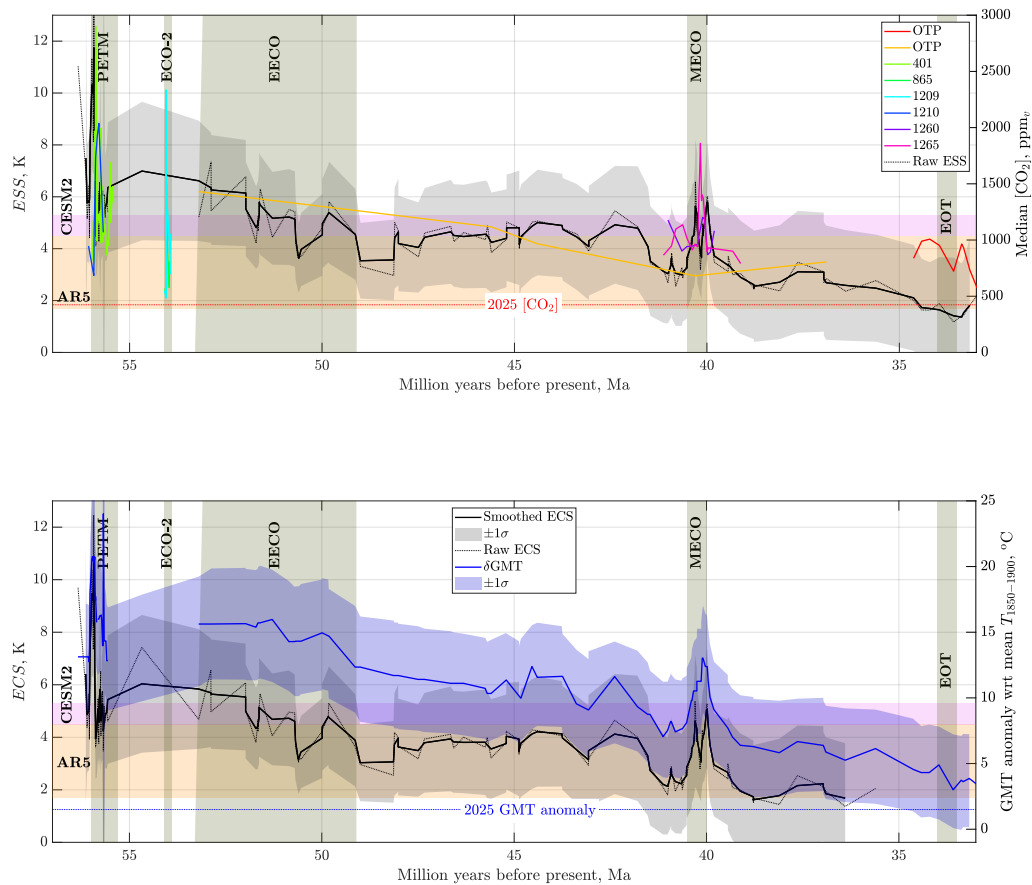 12
10
8
6
4
2
0
ESS, K
CESM2
AR5
PETM
ECO-2
EECO
MECO
EOT
2025 [CO₂]
OTP
OTP
401
865
1209
1210
1260
1265
Raw ESS
3000
2500
2000
1500
1000
500
0
Median [CO₂], ppmᵥ
55
50
45
40
35
Million years before present, Ma
12
10
8
6
4
2
0
ECS, K
CESM2
AR5
PETM
ECO-2
EECO
MECO
EOT
Smoothed ECS
±1σ
Raw ECS
δGMT
±1σ
2025 GMT anomaly
25
20
15
10
5
0
GMT anomaly wrt mean T₁₈₅₀₋₁₉₀₀, °C
55
50
45
40
35
Million years before present, Ma